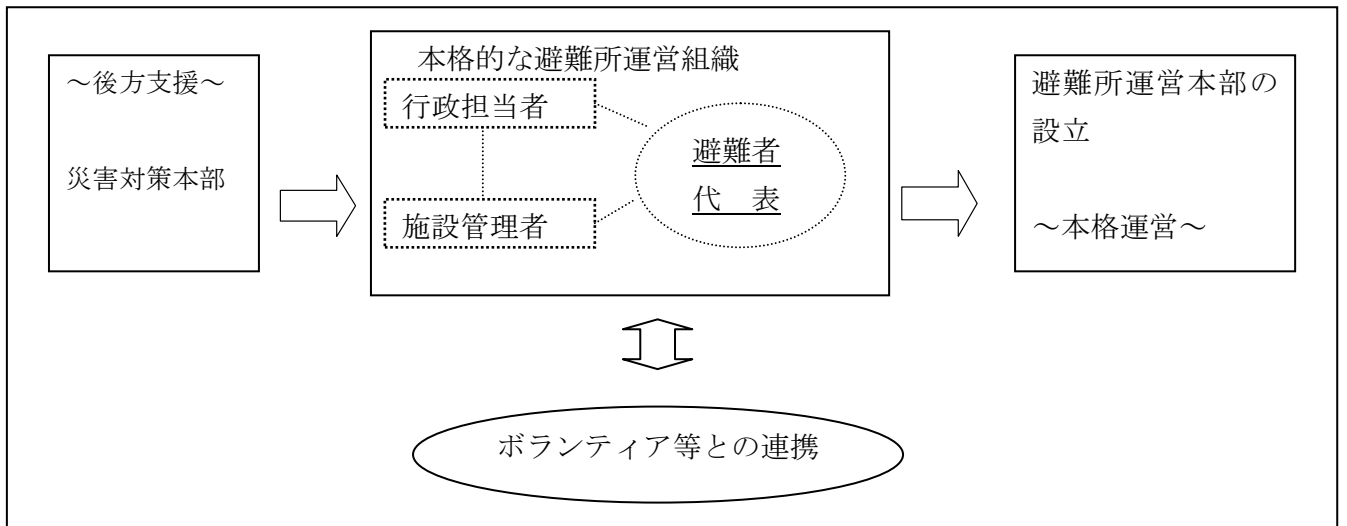 ～後方支援～
災害対策本部
本格的な避難所運営組織
行政担当者
施設管理者
避難者
代　表
避難所運営本部の
設立
～本格運営～
ボランティア等との連携